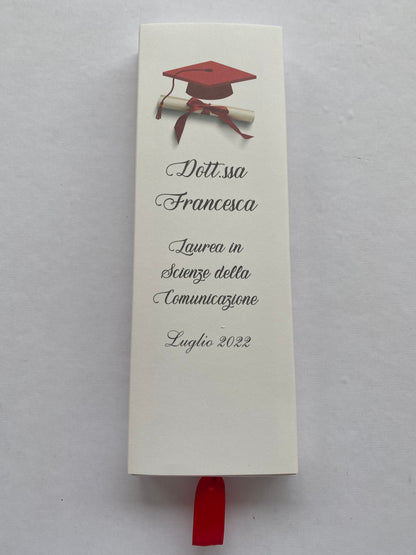 Dott.ssa
Francesca
Laurea in
Scienze della
Comunicazione
Luglio 2022